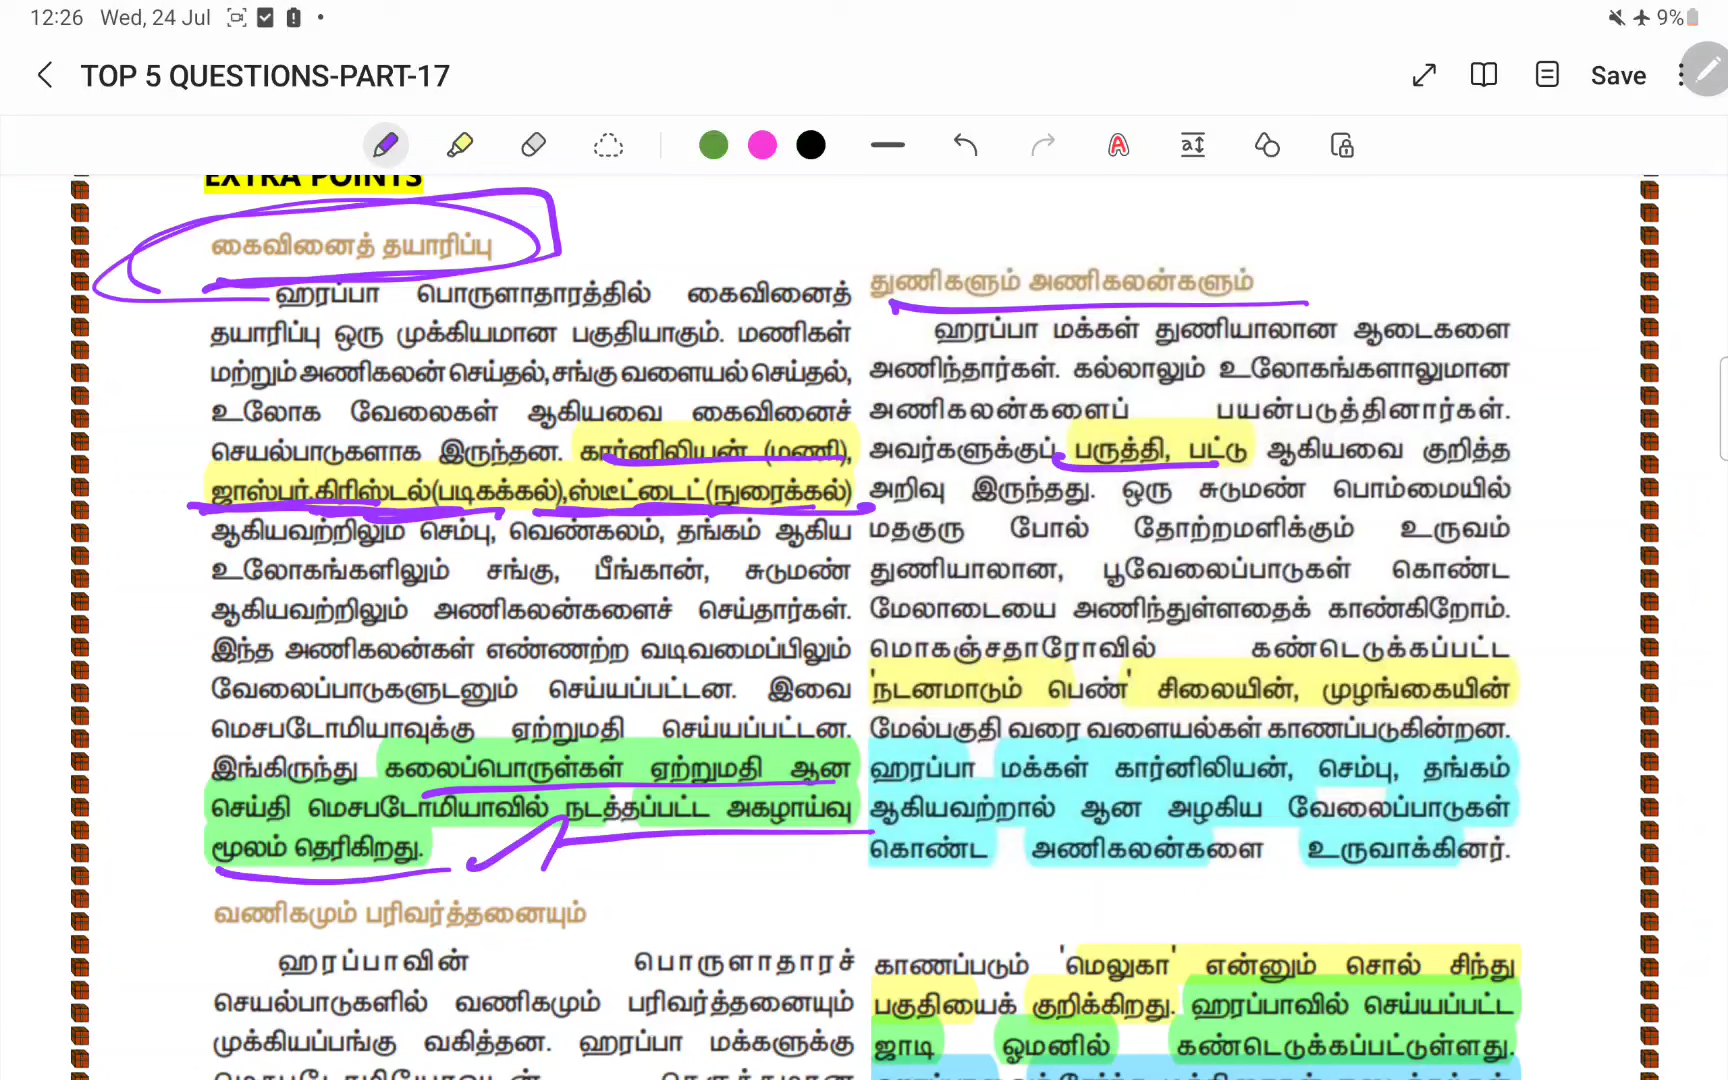 12:26 Wed, 24 Jul
9%
TOP 5 QUESTIONS-PART-17
Save
EXTRA POINTS
கைவினைத் தயாரிப்பு
ஹரப்பா பொருளாதாரத்தில் கைவினைத்
தயாரிப்பு ஒரு முக்கியமான பகுதியாகும். மணிகள்
மற்றும் அணிகலன் செய்தல், சங்கு வளையல் செய்தல்,
உலோக வேலைகள் ஆகியவை கைவினைச்
செயல்பாடுகளாக இருந்தன. கார்னிலியன் (மணி),
ஜாஸ்பர்,கிரிஸ்டல்(படிகக்கல்),ஸ்டீட்டைட்(நுரைக்கல்)
ஆகியவற்றிலும் செம்பு, வெண்கலம், தங்கம் ஆகிய
உலோகங்களிலும் சங்கு, பீங்கான், சுடுமண்
ஆகியவற்றிலும் அணிகலன்களைச் செய்தார்கள்.
இந்த அணிகலன்கள் எண்ணற்ற வடிவமைப்பிலும்
வேலைப்பாடுகளுடனும் செய்யப்பட்டன. இவை
மெசபடோமியாவுக்கு ஏற்றுமதி செய்யப்பட்டன.
இங்கிருந்து கலைப்பொருள்கள் ஏற்றுமதி ஆன
செய்தி மெசபடோமியாவில் நடத்தப்பட்ட அகழாய்வு
மூலம் தெரிகிறது.
வணிகமும் பரிவர்த்தனையும்
ஹரப்பாவின் பொருளாதாரச்
செயல்பாடுகளில் வணிகமும் பரிவர்த்தனையும்
முக்கியப்பங்கு வகித்தன. ஹரப்பா மக்களுக்கு
துணிகளும் அணிகலன்களும்
ஹரப்பா மக்கள் துணியாலான ஆடைகளை
அணிந்தார்கள். கல்லாலும் உலோகங்களாலுமான
அணிகலன்களைப் பயன்படுத்தினார்கள்.
அவர்களுக்குப் பருத்தி, பட்டு ஆகியவை குறித்த
அறிவு இருந்தது. ஒரு சுடுமண் பொம்மையில்
மதகுரு போல் தோற்றமளிக்கும் உருவம்
துணியாலான, பூவேலைப்பாடுகள் கொண்ட
மேலாடையை அணிந்துள்ளதைக் காண்கிறோம்.
மொகஞ்சதாரோவில் கண்டெடுக்கப்பட்ட
'நடனமாடும் பெண்' சிலையின், முழங்கையின்
மேல்பகுதி வரை வளையல்கள் காணப்படுகின்றன.
ஹரப்பா மக்கள் கார்னிலியன், செம்பு, தங்கம்
ஆகியவற்றால் ஆன அழகிய வேலைப்பாடுகள்
கொண்ட அணிகலன்களை உருவாக்கினர்.
காணப்படும் 'மெலுகா' என்னும் சொல் சிந்து
பகுதியைக் குறிக்கிறது. ஹரப்பாவில் செய்யப்பட்ட
ஜாடி ஓமனில் கண்டெடுக்கப்பட்டுள்ளது.